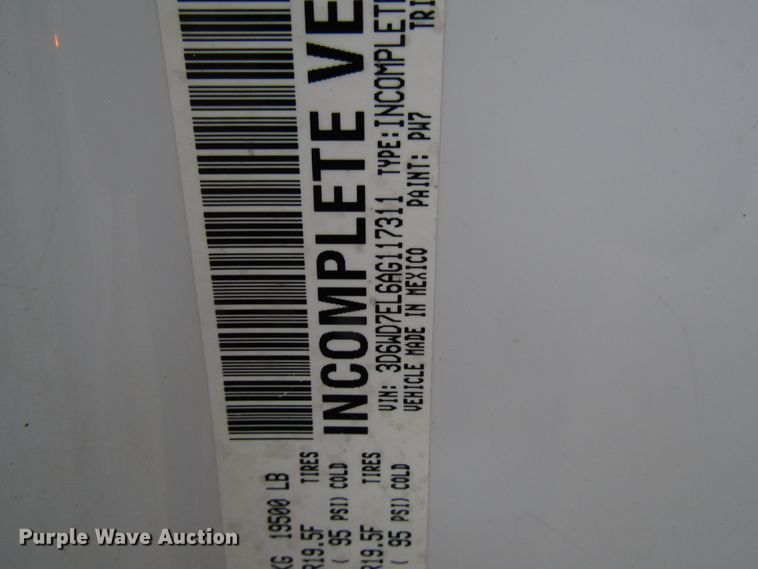 KG 19500 LB
R19.5F TIRES
( 95 PSI) COLD
R19.5F TIRES
( 95 PSI) COLD
INCOMPLETE VE
VIN: 3D6WD7EL6AG117311 TYPE: INCOMPLETE
VEHICLE MADE IN MEXICO PAINT: PW7 TRI
Purple Wave Auction